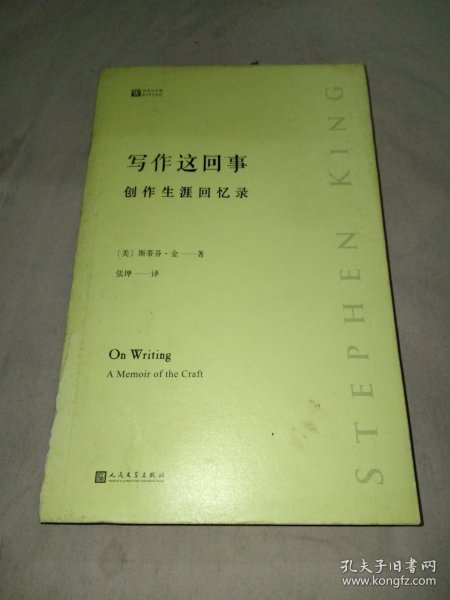 写作这回事
创作生涯回忆录
〔美〕斯蒂芬·金——著
张坤——译
On Writing
A Memoir of the Craft
STEPHEN KING
人民文学出版社
孔夫子旧书网
www.kongfz.com